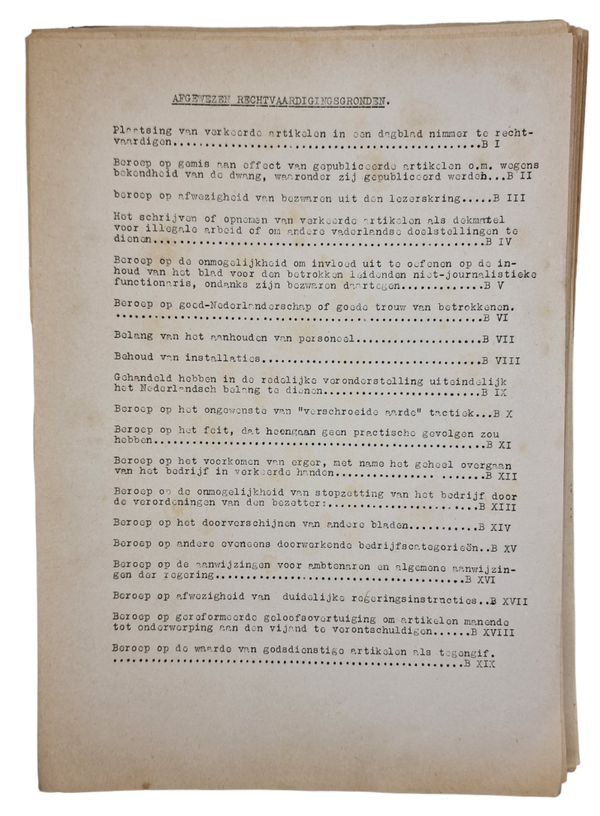 AFGEWEZEN RECHTVAARDIGINGSGRONDEN.
Plaatsing van verkeerde artikelen in een dagblad nimmer te recht-
vaardigen..................................................B I
Beroep op gemis aan effect van gepubliceerde artikelen o.m. wegens
bekendheid van de dwang, waaronder zij gepubliceerd werden...B II
beroep op afwezigheid van bezwaren uit den lezerskring.....B III
Het schrijven of opnemen van verkeerde artikelen als dekmatel
voor illegale arbeid of om andere vaderlandse doelstellingen te
dienen.....................................................B IV
Beroep op de onmogelijkheid om invloed uit te oefenen op de in-
houd van het blad voor den betrokken leidenden niet-journalistieke
functionaris, ondanks zijn bezwaren daartegen.............B V
Beroep op goed-Nederlanderschap of goede trouw van betrokkenen.
...........................................................B VI
Belang van het aanhouden van personeel....................B VII
Behoud van installaties...................................B VIII
Gehandeld hebben in de redelijke veronderstelling uiteindelijk
het Nederlandsch belang te dienen.........................B IX
Beroep op het ongewenste van "verschroeide aarde" tactiek...B X
Beroep op het feit, dat heengaan geen practische gevolgen zou
hebben.....................................................B XI
Beroep op het voorkomen van erger, met name het geheel overgaan
van het bedrijf in verkeerde handen............... .......B XII
Beroep op de onmogelijkheid van stopzetting van het bedrijf door
de verordeningen van den bezetter:........................B XIII
Beroep op het doorverschijnen van andere bladen...........B XIV
Beroep op andere eveneens doorwerkende bedrijfscategorieën..B XV
Beroep op de aanwijzingen voor ambtenaren en algemene aanwijzin-
gen der regering........................................B XVI
Beroep op afwezigheid van duidelijke regeringsinstructies..B XVII
Beroep op gereformeerde geloofsovertuiging om artikelen manende
tot onderwerping aan den vijand te verontschuldigen......B XVIII
Beroep op de waarde van godsdienstige artikelen als tegengif.
........................................................B XIX